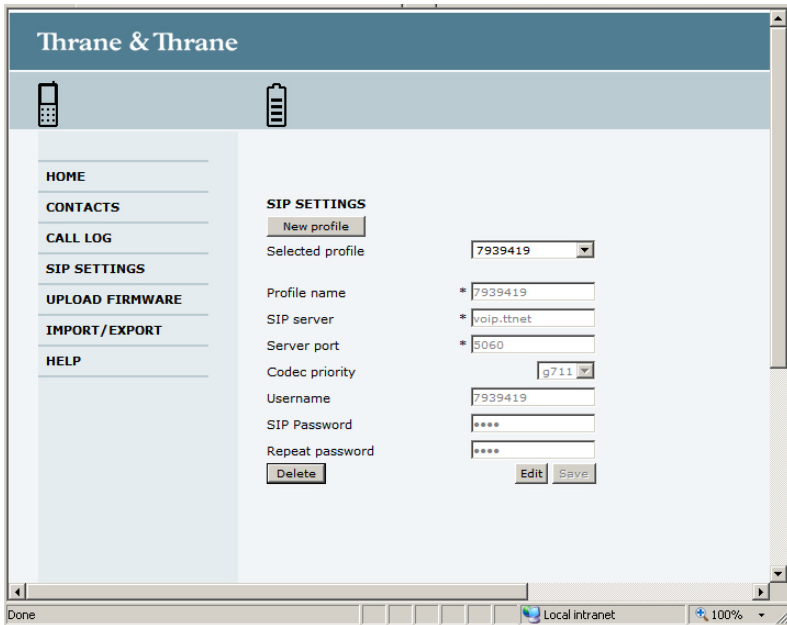 Thrane & Thrane
HOME
CONTACTS
CALL LOG
SIP SETTINGS
UPLOAD FIRMWARE
IMPORT/EXPORT
HELP
SIP SETTINGS
New profile
Selected profile 7939419
Profile name * 7939419
SIP server * voip.ttnet
Server port * 5060
Codec priority g711
Username 7939419
SIP Password ••••
Repeat password ••••
Delete Edit Save
Done Local intranet 100%